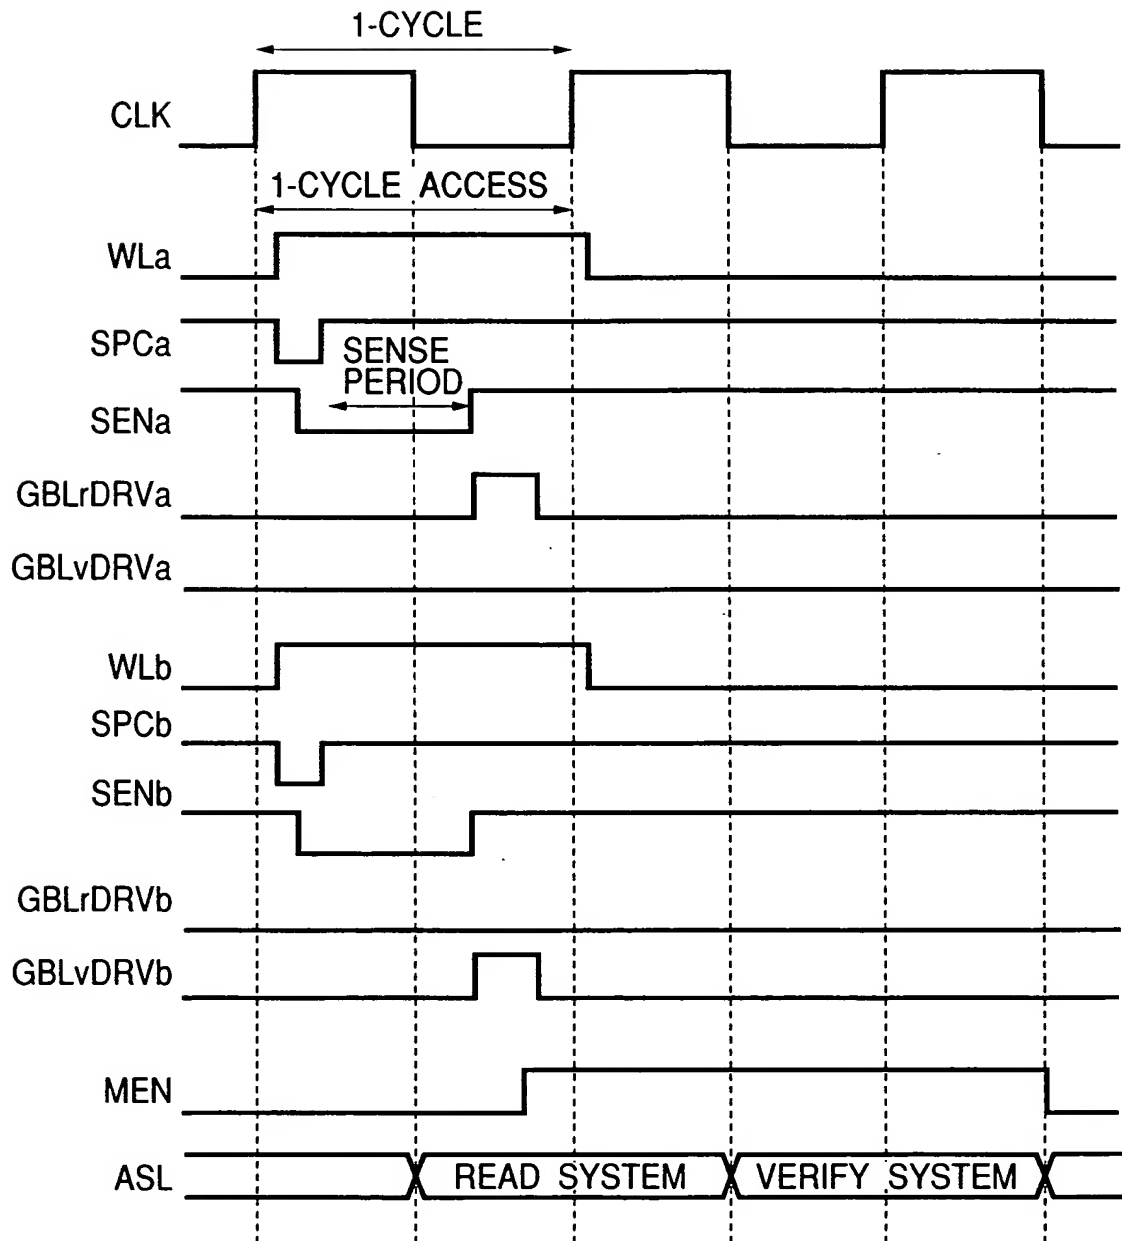 1-CYCLE
CLK
1-CYCLE ACCESS
WLa
SPCa
SENSE
PERIOD
SENa
GBLrDRVa
GBLvDRVa
WLb
SPCb
SENb
GBLrDRVb
GBLvDRVb
MEN
ASL READ SYSTEM VERIFY SYSTEM